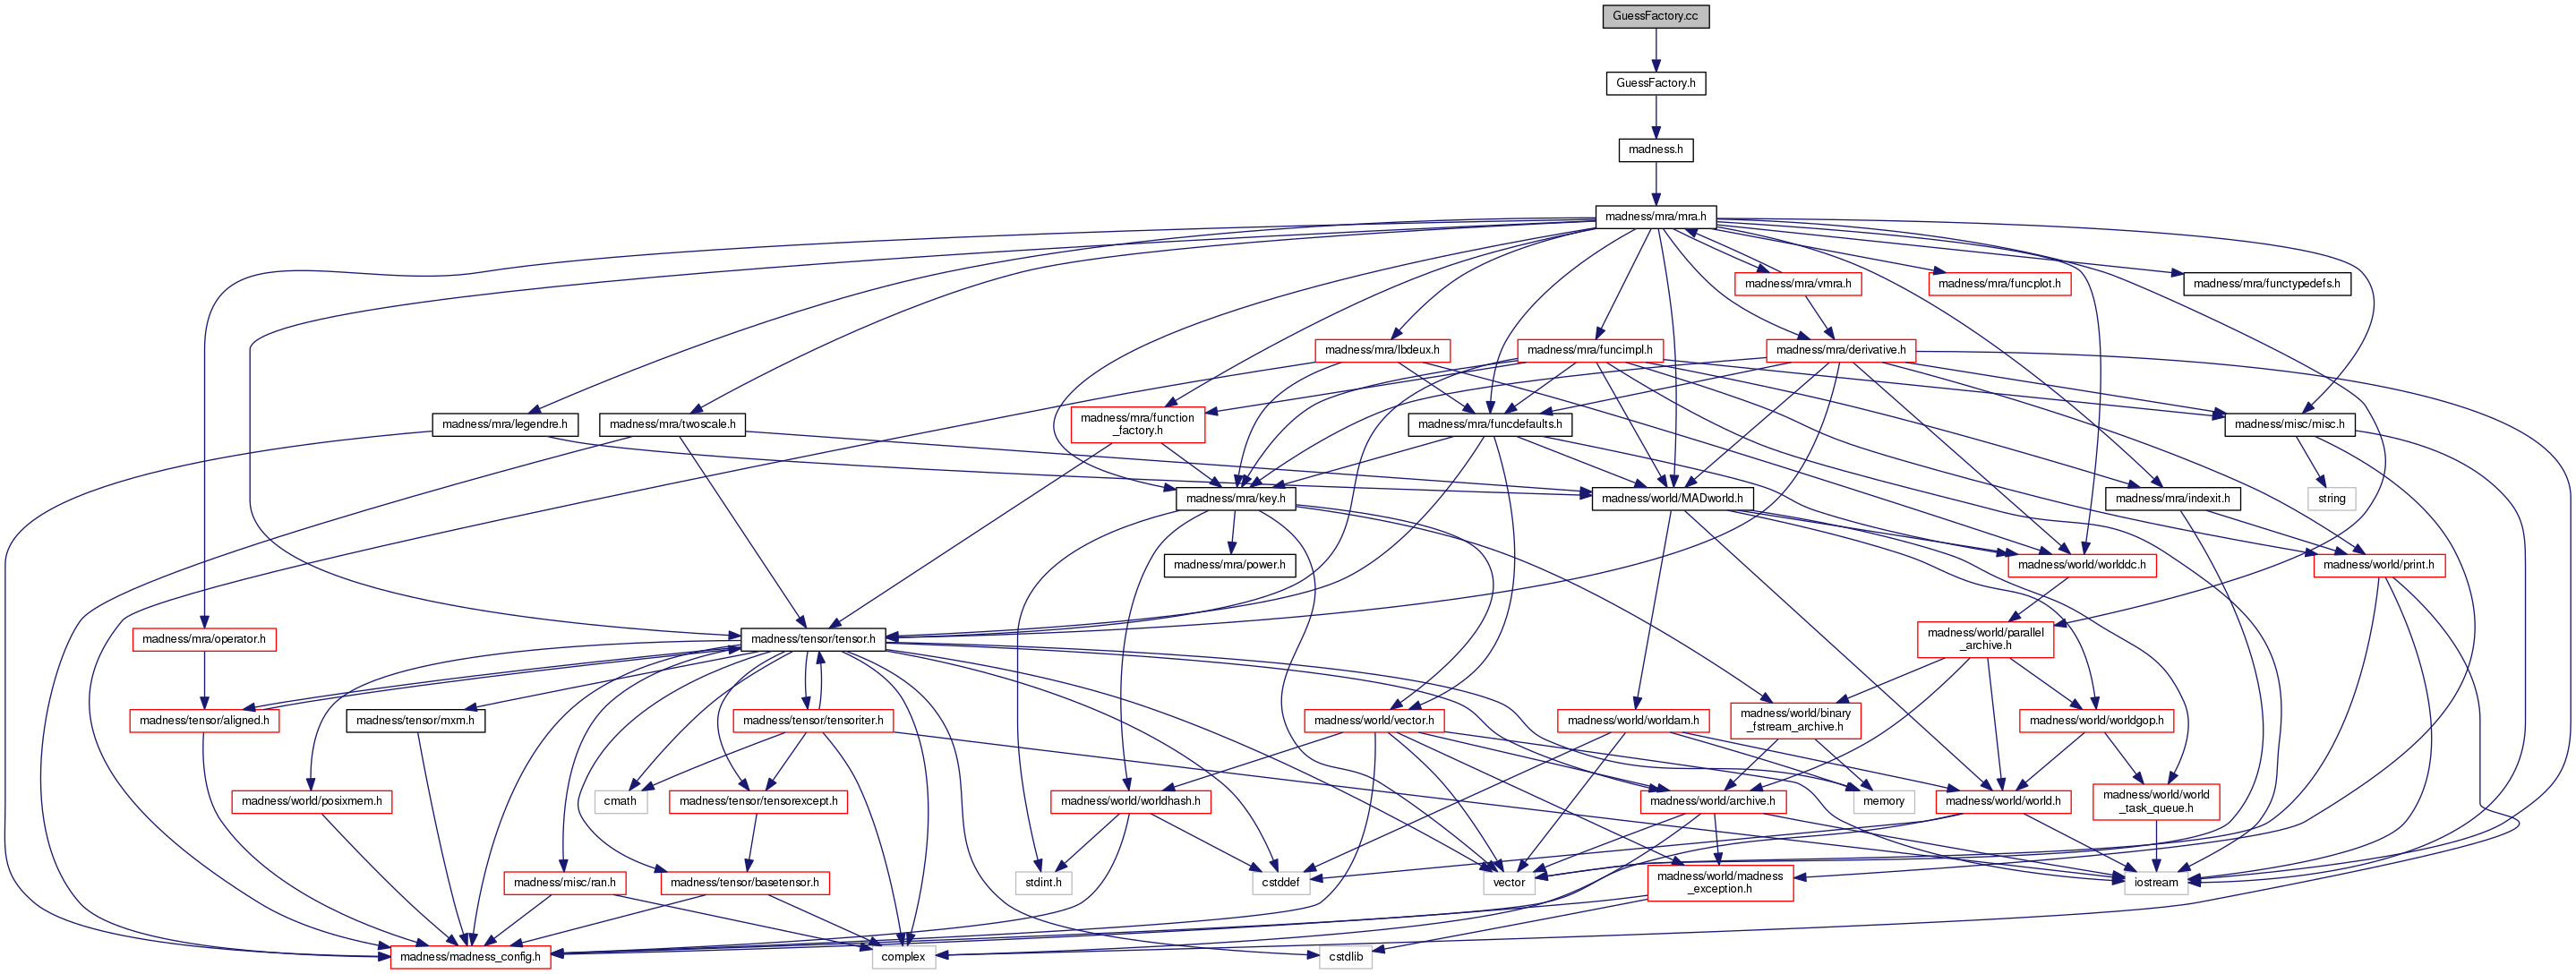 GuessFactory.cc
GuessFactory.h
madness.h
madness/mra/mra.h
madness/mra/vmra.h
madness/mra/funcplot.h
madness/mra/functypedefs.h
madness/mra/lbdeux.h
madness/mra/funcimpl.h
madness/mra/derivative.h
madness/mra/legendre.h
madness/mra/twoscale.h
madness/mra/function
_factory.h
madness/mra/funcdefaults.h
madness/misc/misc.h
madness/mra/key.h
madness/world/MADworld.h
madness/mra/indexit.h
string
madness/mra/power.h
madness/world/worlddc.h
madness/world/print.h
madness/mra/operator.h
madness/tensor/tensor.h
madness/world/parallel
_archive.h
madness/tensor/aligned.h
madness/tensor/mxm.h
madness/tensor/tensoriter.h
madness/world/vector.h
madness/world/worldam.h
madness/world/binary
_fstream_archive.h
madness/world/worldgop.h
madness/world/posixmem.h
cmath
madness/tensor/tensorexcept.h
madness/world/worldhash.h
madness/world/archive.h
memory
madness/world/world.h
madness/world/world
_task_queue.h
madness/misc/ran.h
madness/tensor/basetensor.h
stdint.h
cstddef
vector
madness/world/madness
_exception.h
iostream
madness/madness_config.h
complex
cstdlib